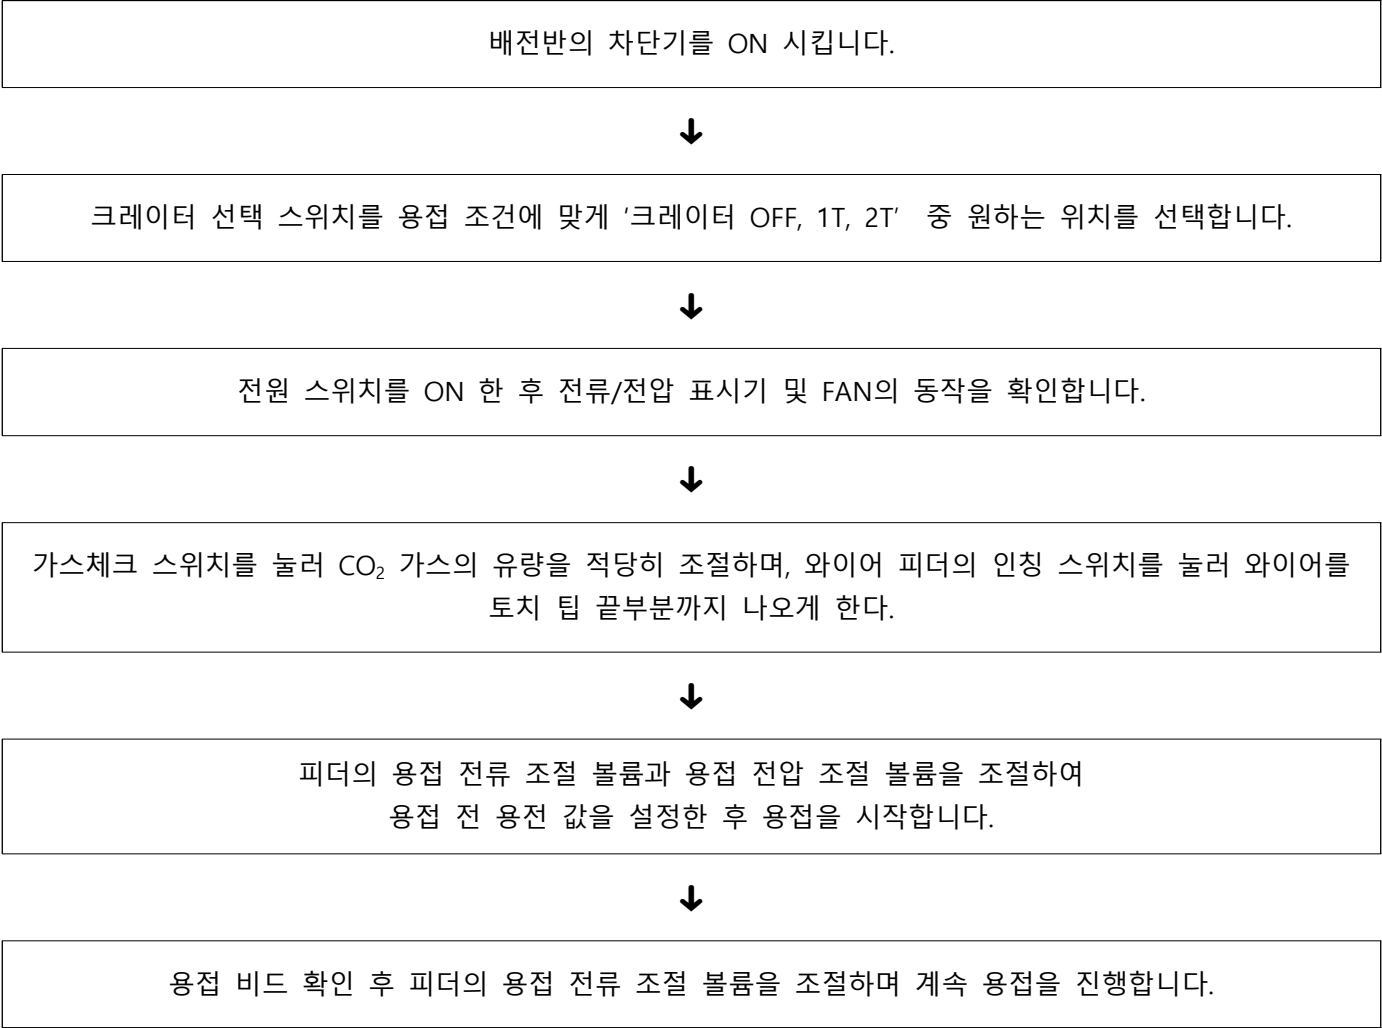 배전반의 차단기를 ON 시킵니다.
크레이터 선택 스위치를 용접 조건에 맞게 ‘크레이터 OFF, 1T, 2T’ 중 원하는 위치를 선택합니다.
전원 스위치를 ON 한 후 전류/전압 표시기 및 FAN의 동작을 확인합니다.
가스체크 스위치를 눌러 CO₂ 가스의 유량을 적당히 조절하며, 와이어 피더의 인칭 스위치를 눌러 와이어를
토치 팁 끝부분까지 나오게 한다.
피더의 용접 전류 조절 볼륨과 용접 전압 조절 볼륨을 조절하여
용접 전 용전 값을 설정한 후 용접을 시작합니다.
용접 비드 확인 후 피더의 용접 전류 조절 볼륨을 조절하며 계속 용접을 진행합니다.